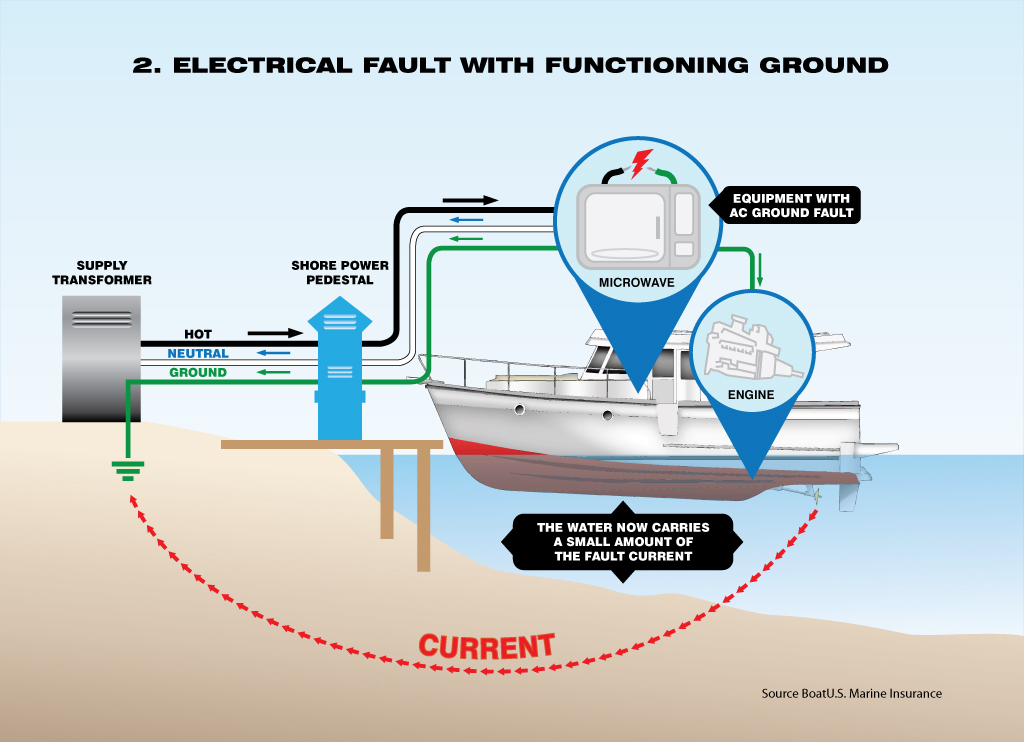 2. ELECTRICAL FAULT WITH FUNCTIONING GROUND
EQUIPMENT WITH
AC GROUND FAULT
SUPPLY
TRANSFORMER
SHORE POWER
PEDESTAL
MICROWAVE
HOT
NEUTRAL
GROUND
ENGINE
THE WATER NOW CARRIES
A SMALL AMOUNT OF
THE FAULT CURRENT
CURRENT
Source BoatU.S. Marine Insurance